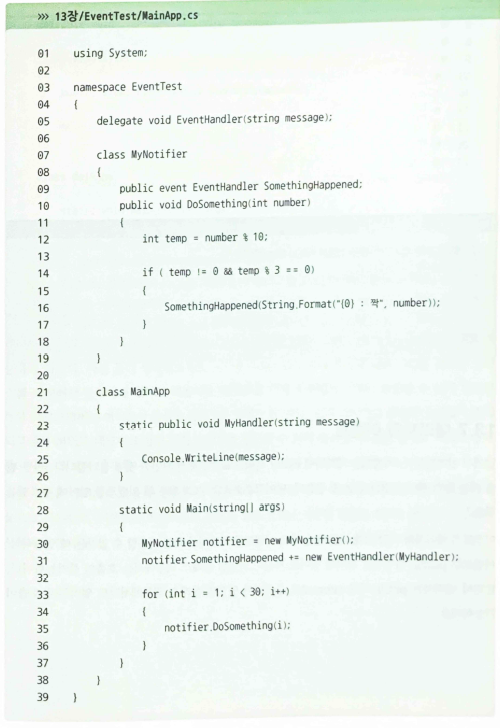 >>> 13장/EventTest/MainApp.cs
01 using System;
02
03 namespace EventTest
04 {
05 delegate void EventHandler(string message);
06
07 class MyNotifier
08 {
09 public event EventHandler SomethingHappened;
10 public void DoSomething(int number)
11 {
12 int temp = number % 10;
13
14 if ( temp != 0 && temp % 3 == 0)
15 {
16 SomethingHappened(String.Format("{0} : 짝", number));
17 }
18 }
19 }
20
21 class MainApp
22 {
23 static public void MyHandler(string message)
24 {
25 Console.WriteLine(message);
26 }
27
28 static void Main(string[] args)
29 {
30 MyNotifier notifier = new MyNotifier();
31 notifier.SomethingHappened += new EventHandler(MyHandler);
32
33 for (int i = 1; i < 30; i++)
34 {
35 notifier.DoSomething(i);
36 }
37 }
38 }
39 }